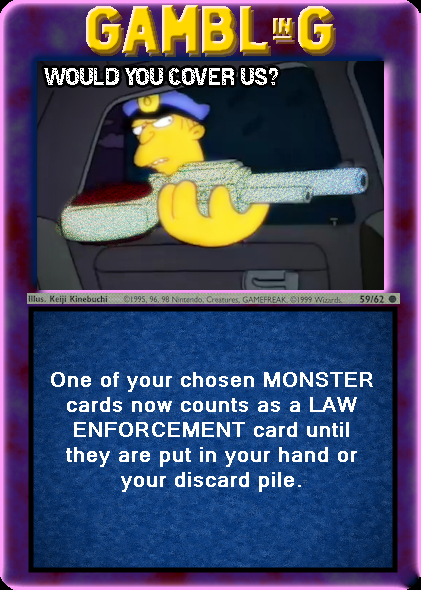 GAMBLinG
WOULD YOU COVER US?
Illus. Keiji Kinebuchi ©1995, 96, 98 Nintendo, Creatures, GAMEFREAK. ©1999 Wizards. 59/62 ●
One of your chosen MONSTER
cards now counts as a LAW
ENFORCEMENT card until
they are put in your hand or
your discard pile.